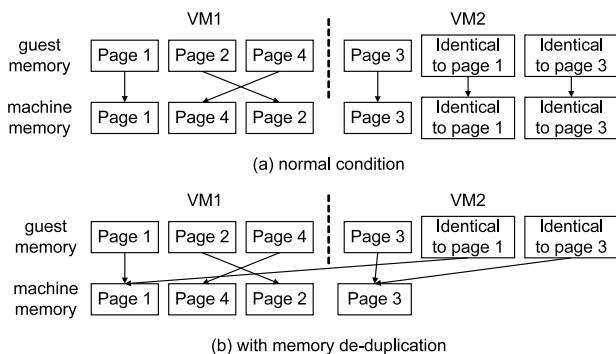 VM1 VM2
guest memory Page 1 Page 2 Page 4 Page 3 Identical to page 1 Identical to page 3
machine memory Page 1 Page 4 Page 2 Page 3 Identical to page 1 Identical to page 3
(a) normal condition
VM1 VM2
guest memory Page 1 Page 2 Page 4 Page 3 Identical to page 1 Identical to page 3
machine memory Page 1 Page 4 Page 2 Page 3
(b) with memory de-duplication